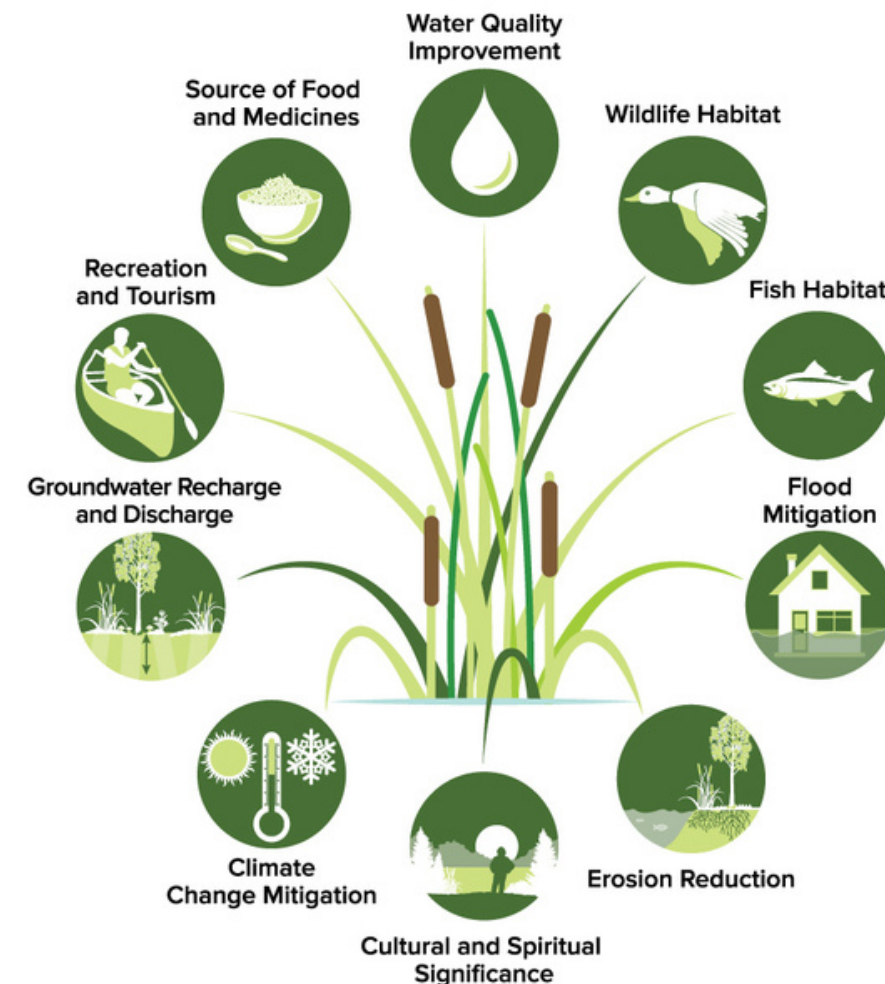 Water Quality
Improvement
Source of Food
and Medicines
Wildlife Habitat
Recreation
and Tourism
Fish Habitat
Groundwater Recharge
and Discharge
Flood
Mitigation
Climate
Change Mitigation
Erosion Reduction
Cultural and Spiritual
Significance